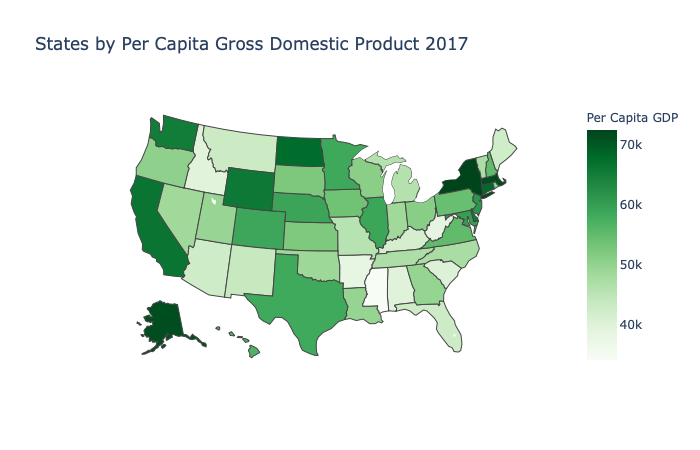 States by Per Capita Gross Domestic Product 2017
Per Capita GDP
70k
60k
50k
40k